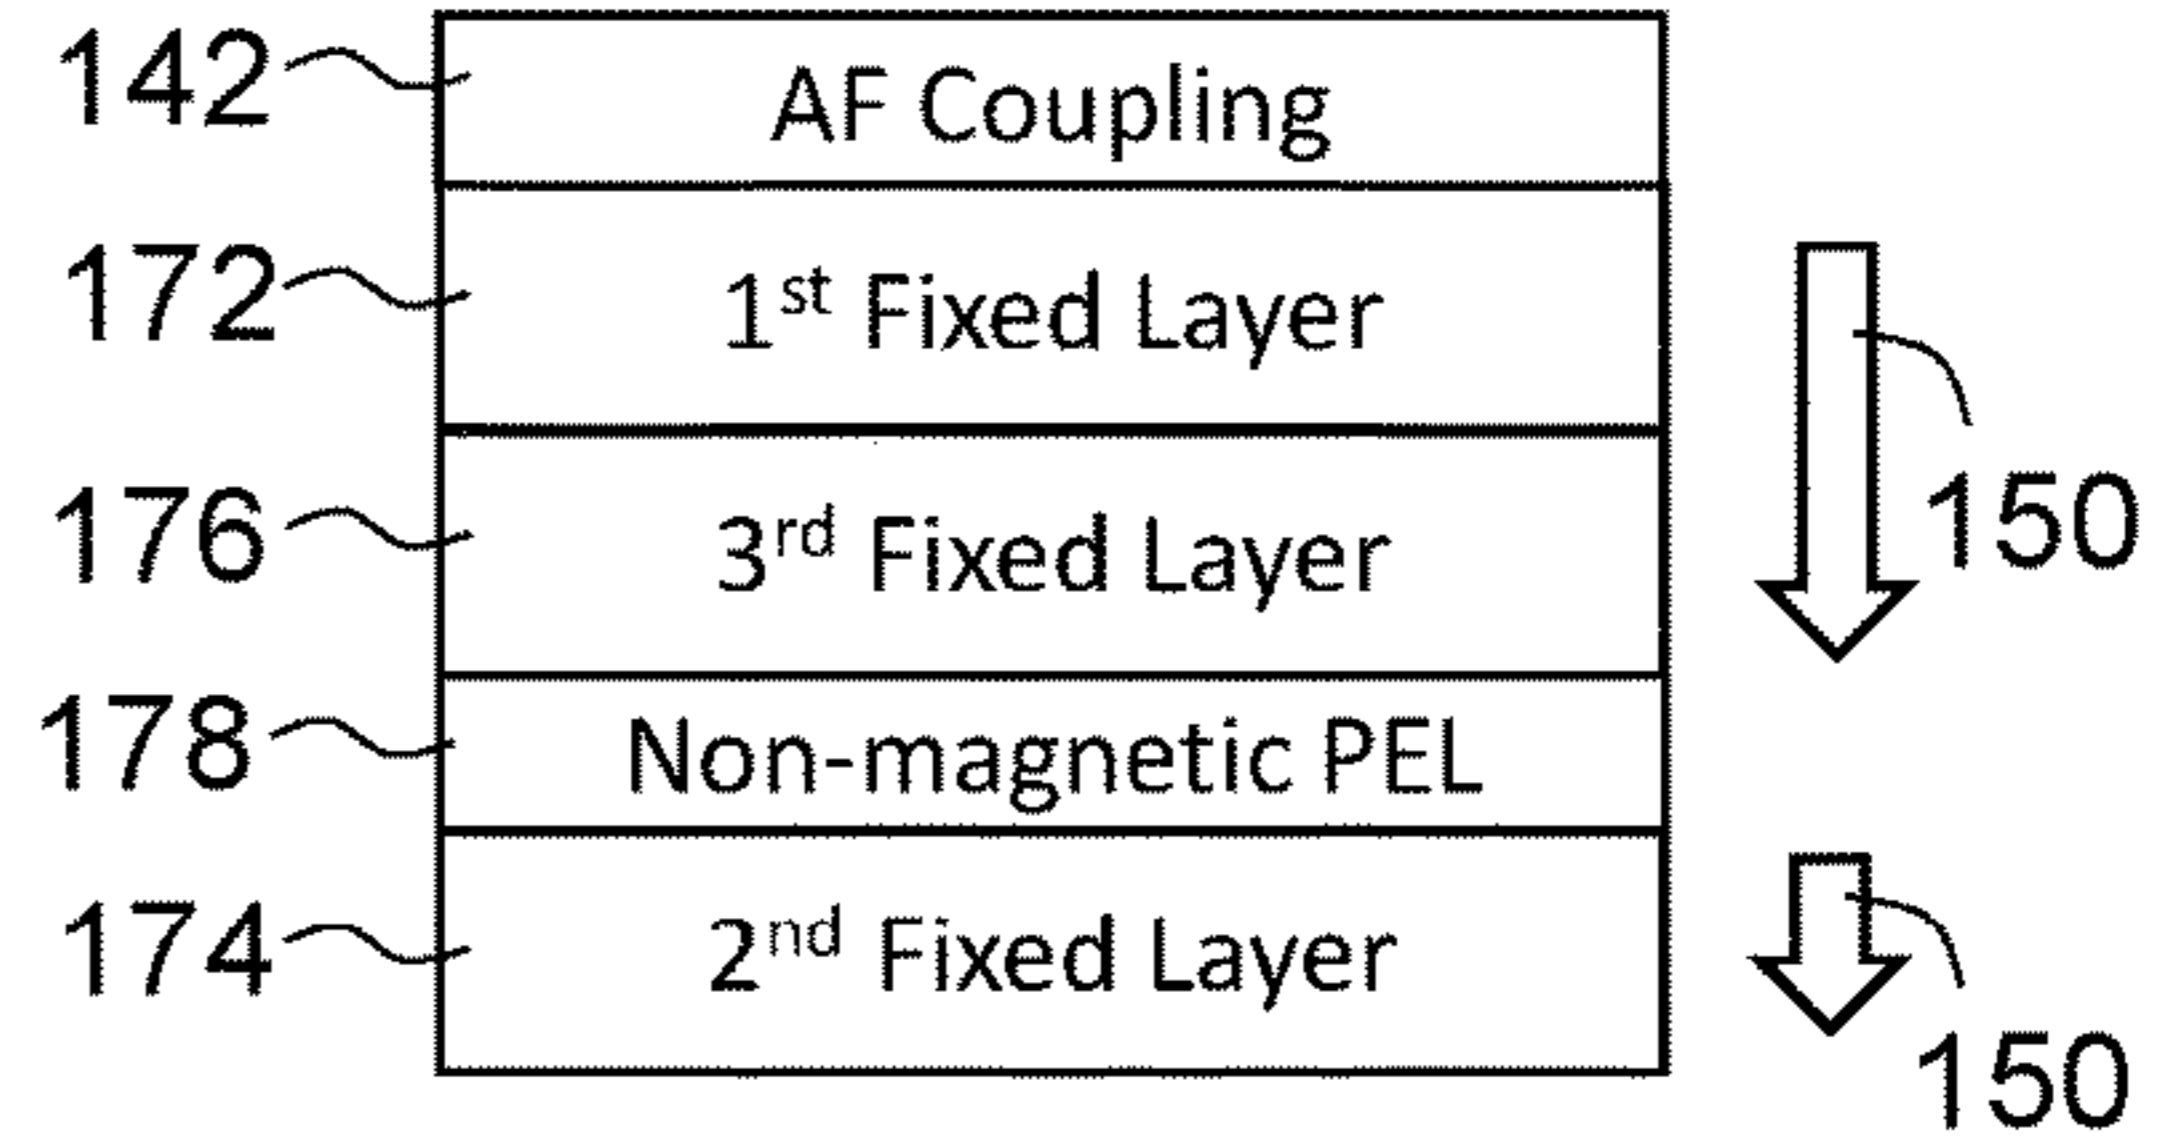 142 AF Coupling
172 1st Fixed Layer
176 3rd Fixed Layer 150
178 Non-magnetic PEL
174 2nd Fixed Layer
150